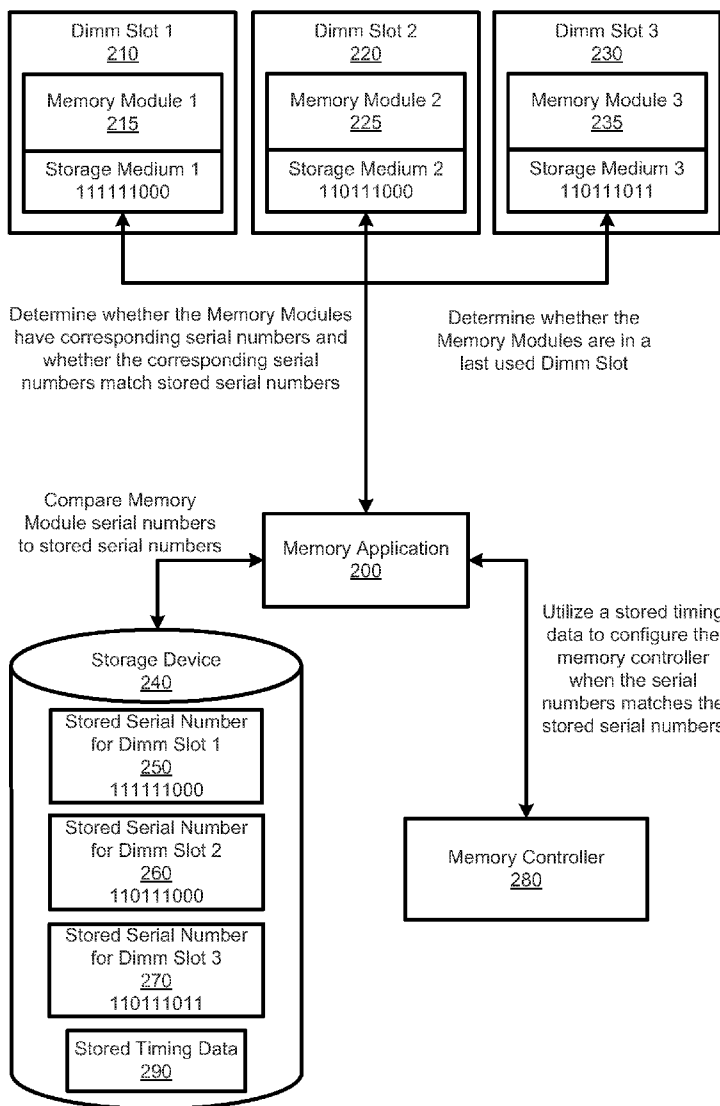 Dimm Slot 1
210
Memory Module 1
215
Storage Medium 1
111111000
Dimm Slot 2
220
Memory Module 2
225
Storage Medium 2
110111000
Dimm Slot 3
230
Memory Module 3
235
Storage Medium 3
110111011
Determine whether the Memory Modules
have corresponding serial numbers and
whether the corresponding serial
numbers match stored serial numbers
Determine whether the
Memory Modules are in a
last used Dimm Slot
Compare Memory
Module serial numbers
to stored serial numbers
Memory Application
200
Utilize a stored timing
data to configure the
memory controller
when the serial
numbers matches the
stored serial numbers
Storage Device
240
Stored Serial Number
for Dimm Slot 1
250
111111000
Stored Serial Number
for Dimm Slot 2
260
110111000
Stored Serial Number
for Dimm Slot 3
270
110111011
Stored Timing Data
290
Memory Controller
280